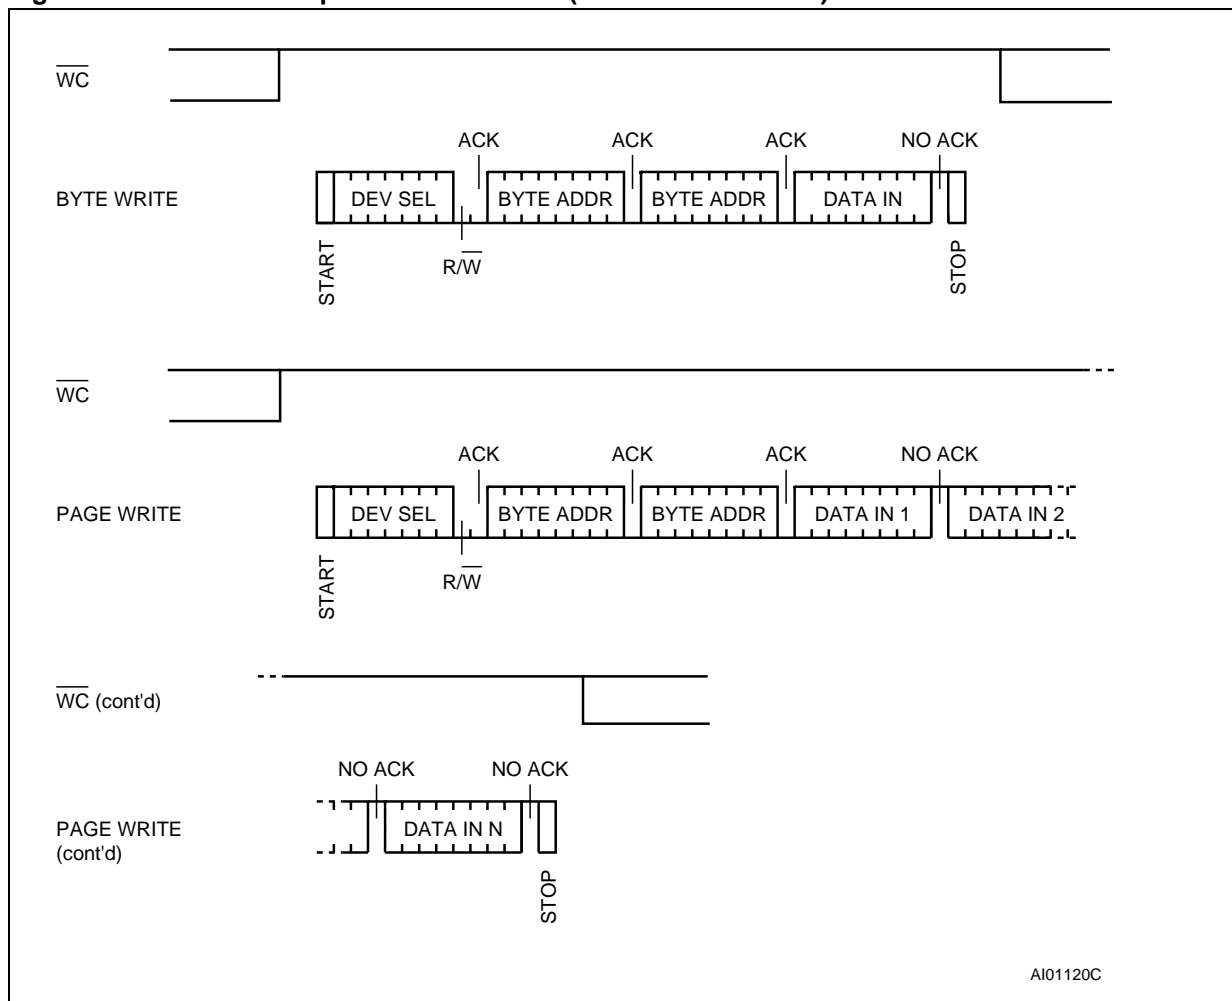 WC
ACK ACK ACK NO ACK
BYTE WRITE DEV SEL BYTE ADDR BYTE ADDR DATA IN
START R/W STOP
WC
ACK ACK ACK NO ACK
PAGE WRITE DEV SEL BYTE ADDR BYTE ADDR DATA IN 1 DATA IN 2
START R/W
WC (cont'd)
NO ACK NO ACK
PAGE WRITE DATA IN N
(cont'd)
STOP
AI01120C